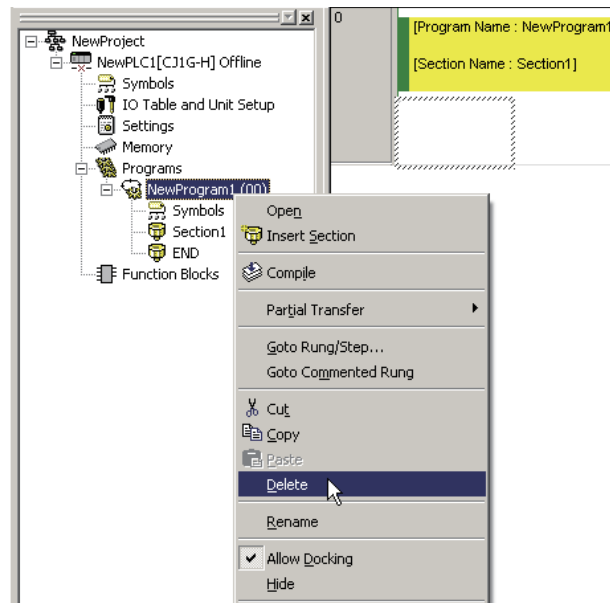 NewProject
NewPLC1[CJ1G-H] Offline
Symbols
IO Table and Unit Setup
Settings
Memory
Programs
NewProgram1 (00)
Symbols
Section1
END
Function Blocks
0
[Program Name : NewProgram1
[Section Name : Section1]
Open
Insert Section
Compile
Partial Transfer
Goto Rung/Step...
Goto Commented Rung
Cut
Copy
Paste
Delete
Rename
Allow Docking
Hide